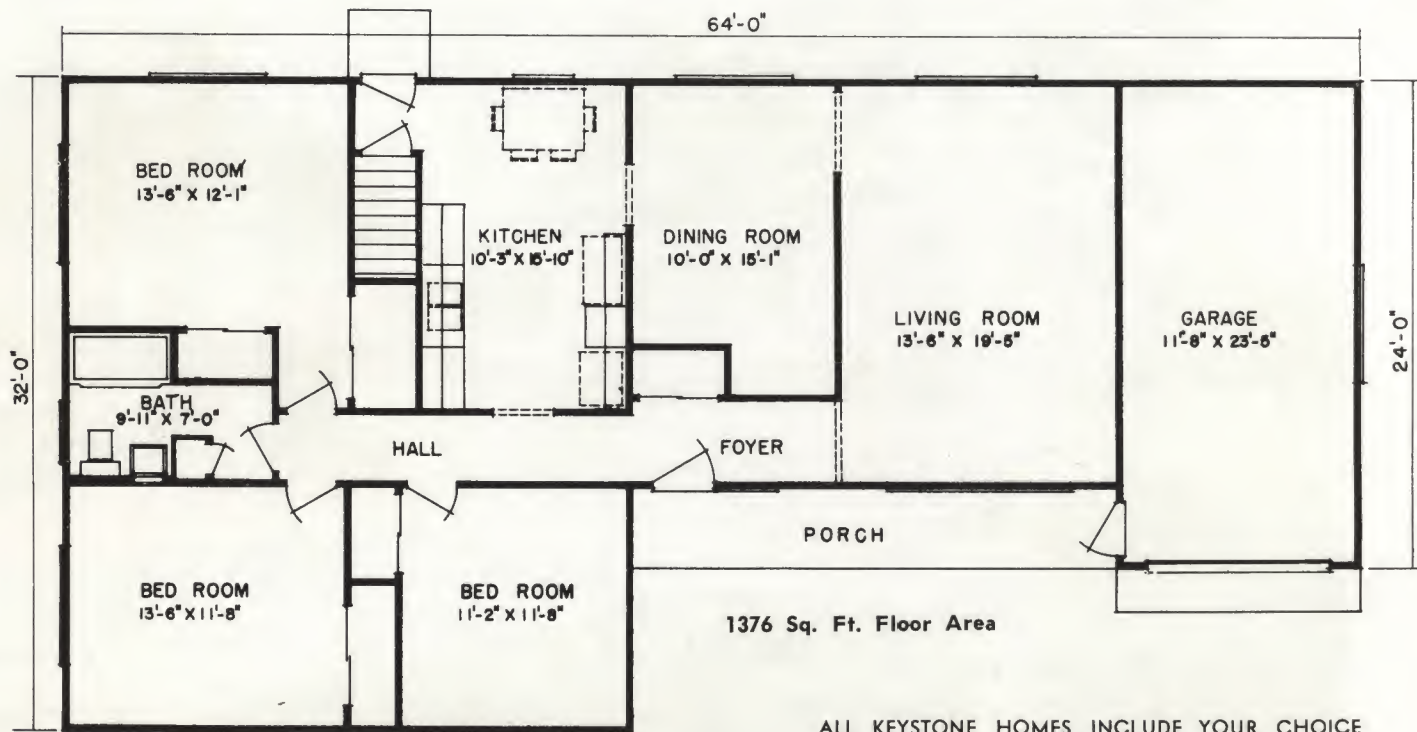 64'-0"
BED ROOM
13'-6" X 12'-1"
KITCHEN
10'-3" X 15'-10"
DINING ROOM
10'-0" X 15'-1"
LIVING ROOM
13'-6" X 19'-5"
GARAGE
11'-8" X 23'-5"
32'-0"
24'-0"
BATH
9'-11" X 7'-0"
HALL
FOYER
PORCH
BED ROOM
13'-6" X 11'-8"
BED ROOM
11'-2" X 11'-8"
1376 Sq. Ft. Floor Area
ALL KEYSTONE HOMES INCLUDE YOUR CHOICE